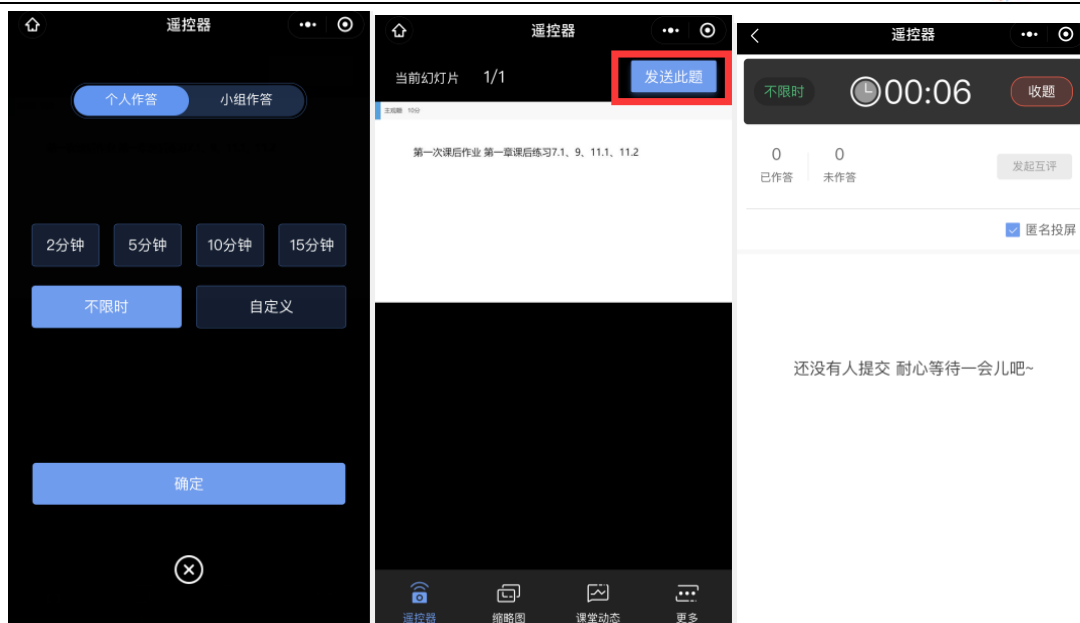 遥控器
个人作答 小组作答
2分钟 5分钟 10分钟 15分钟
不限时 自定义
确定
遥控器
当前幻灯片 1/1 发送此题
主观题 10分
第一次课后作业 第一章课后练习7.1、9、11.1、11.2
遥控器 缩略图 课堂动态 更多
遥控器
不限时 00:06 收题
0 0
已作答 未作答 发起互评
匿名投屏
还没有人提交 耐心等待一会儿吧~